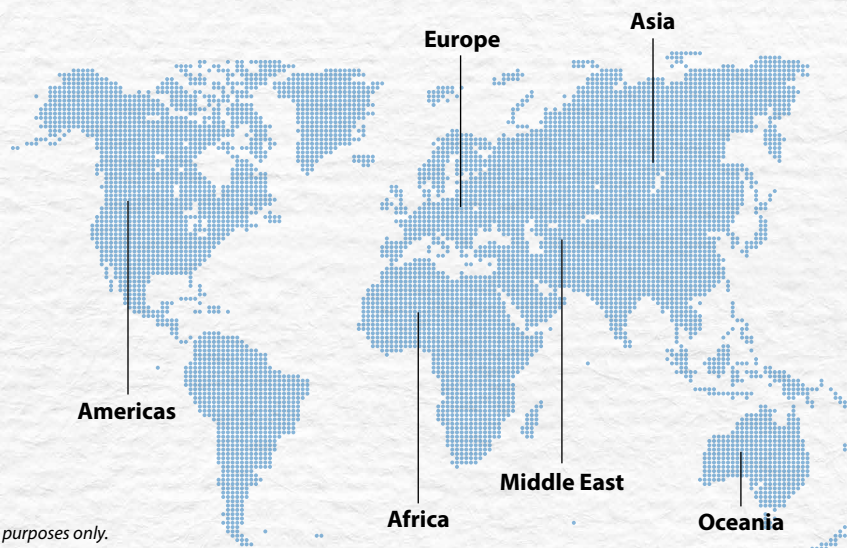 Asia
Europe
Americas
Middle East
Africa
Oceania
purposes only.